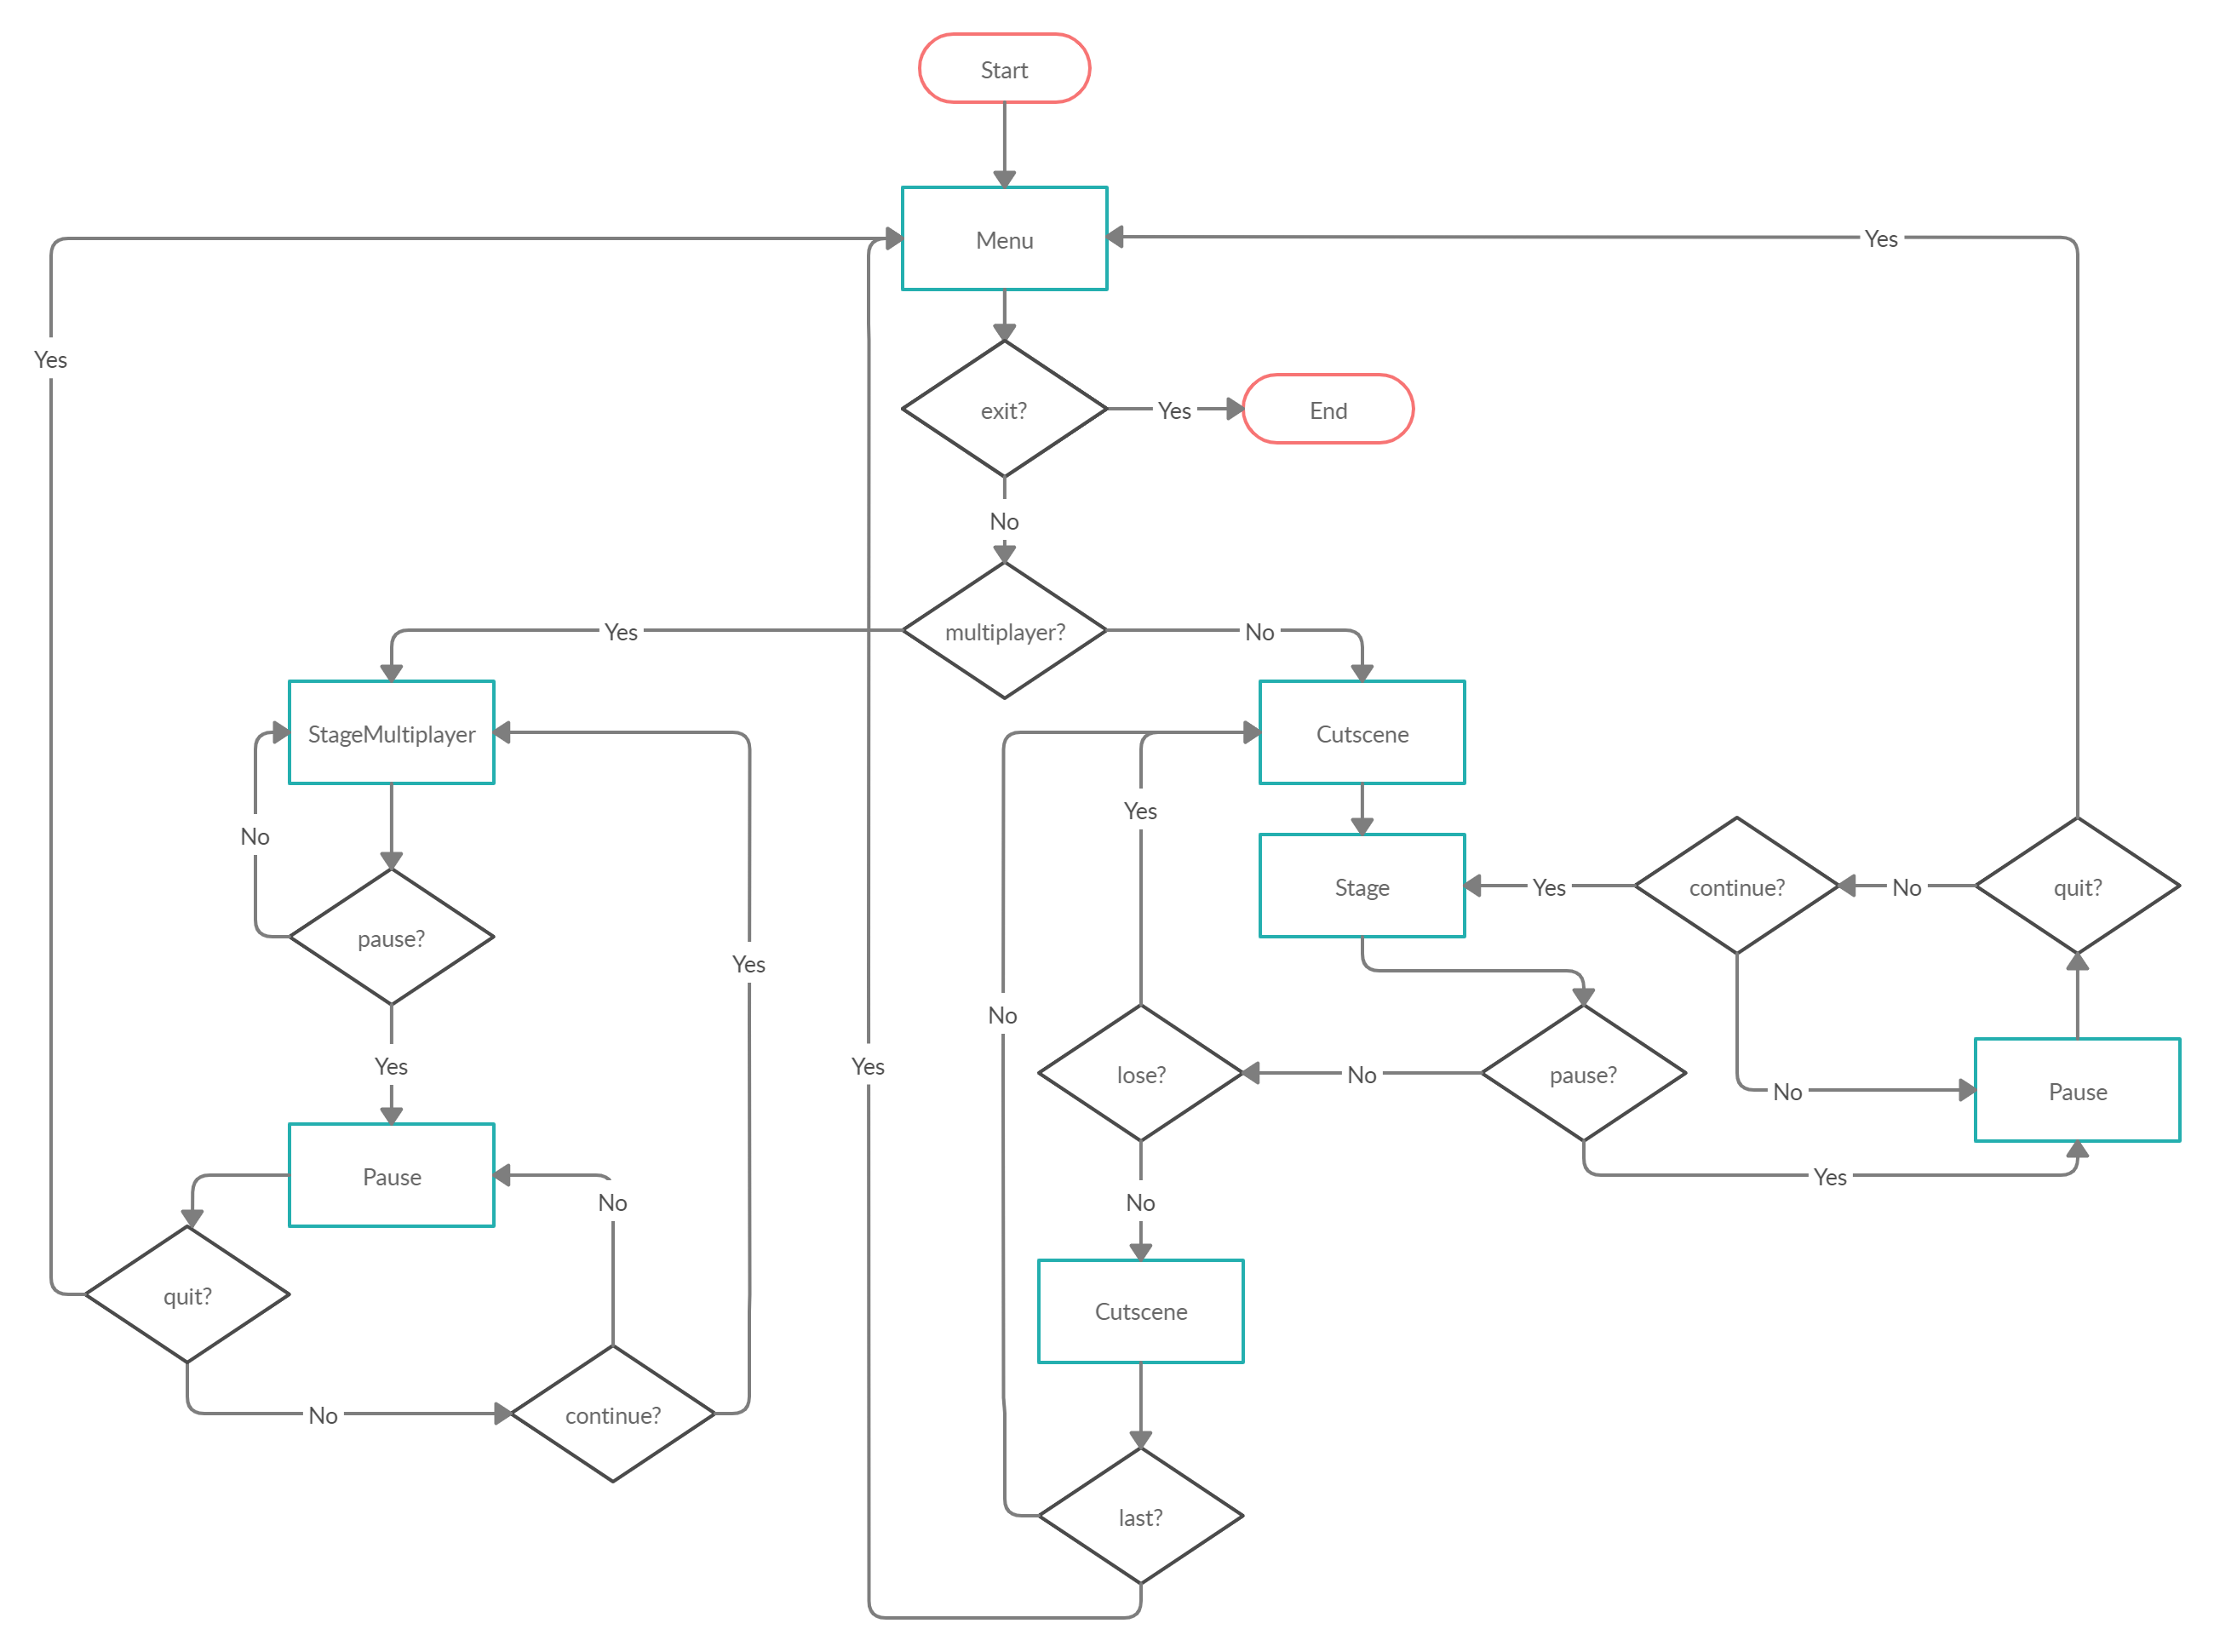 Start
Menu
Yes
Yes
exit?
Yes
End
No
multiplayer?
Yes
No
StageMultiplayer
Cutscene
Yes
No
Stage
Yes
continue?
No
quit?
pause?
Yes
No
Yes
Yes
lose?
No
pause?
No
Pause
Pause
No
No
Yes
quit?
Cutscene
No
continue?
last?